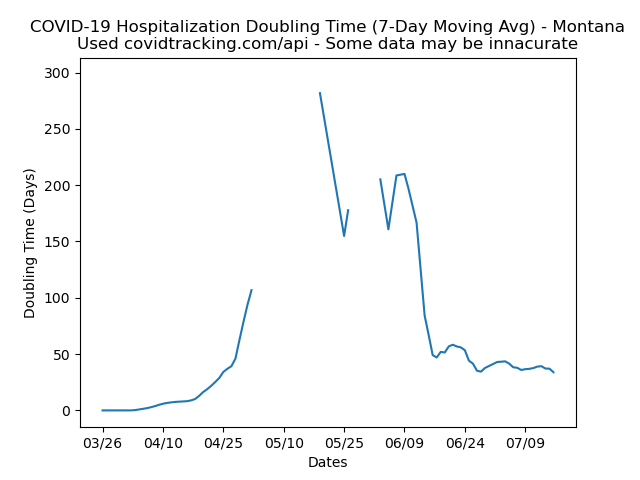 COVID-19 Hospitalization Doubling Time (7-Day Moving Avg) - Montana
Used covidtracking.com/api - Some data may be innacurate
300
250
200
150
100
50
0
Doubling Time (Days)
03/26 04/10 04/25 05/10 05/25 06/09 06/24 07/09
Dates